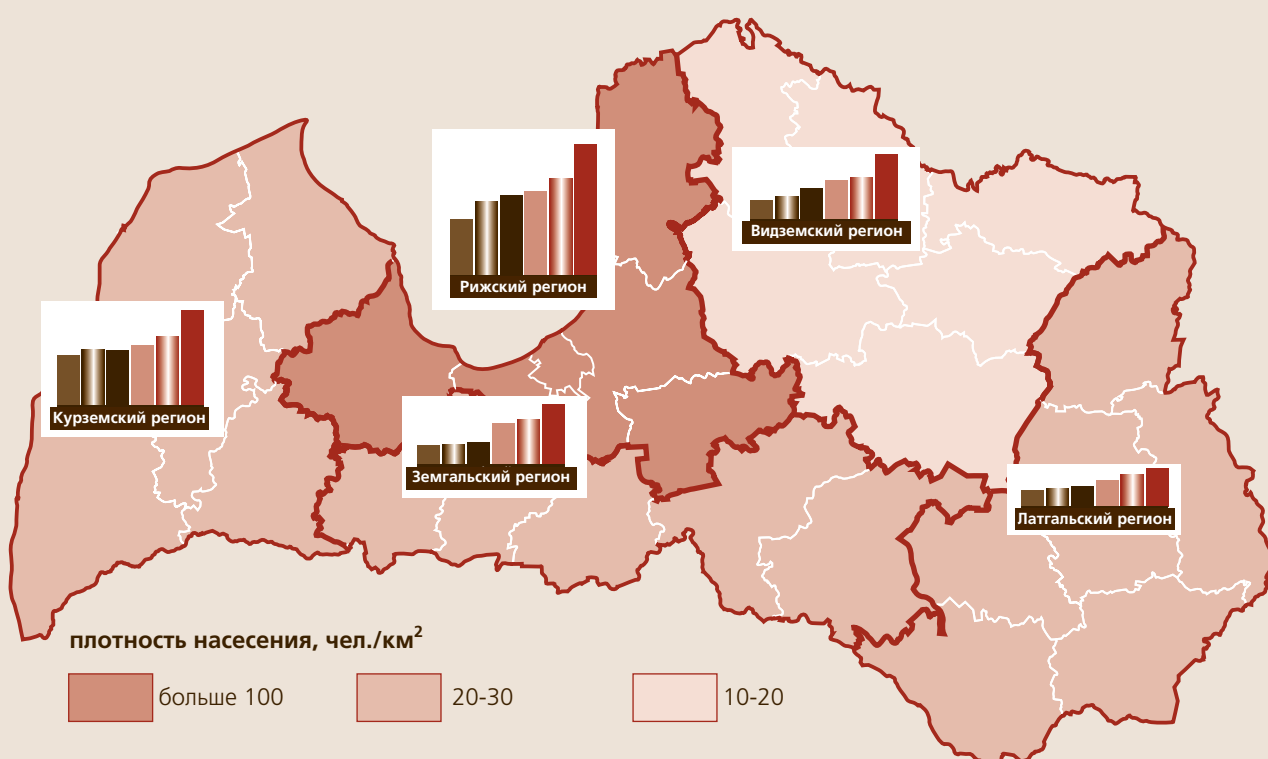 Рижский регион
Видземский регион
Курземский регион
Земгальский регион
Латгальский регион
плотность насесения, чел./км²
больше 100
20-30
10-20